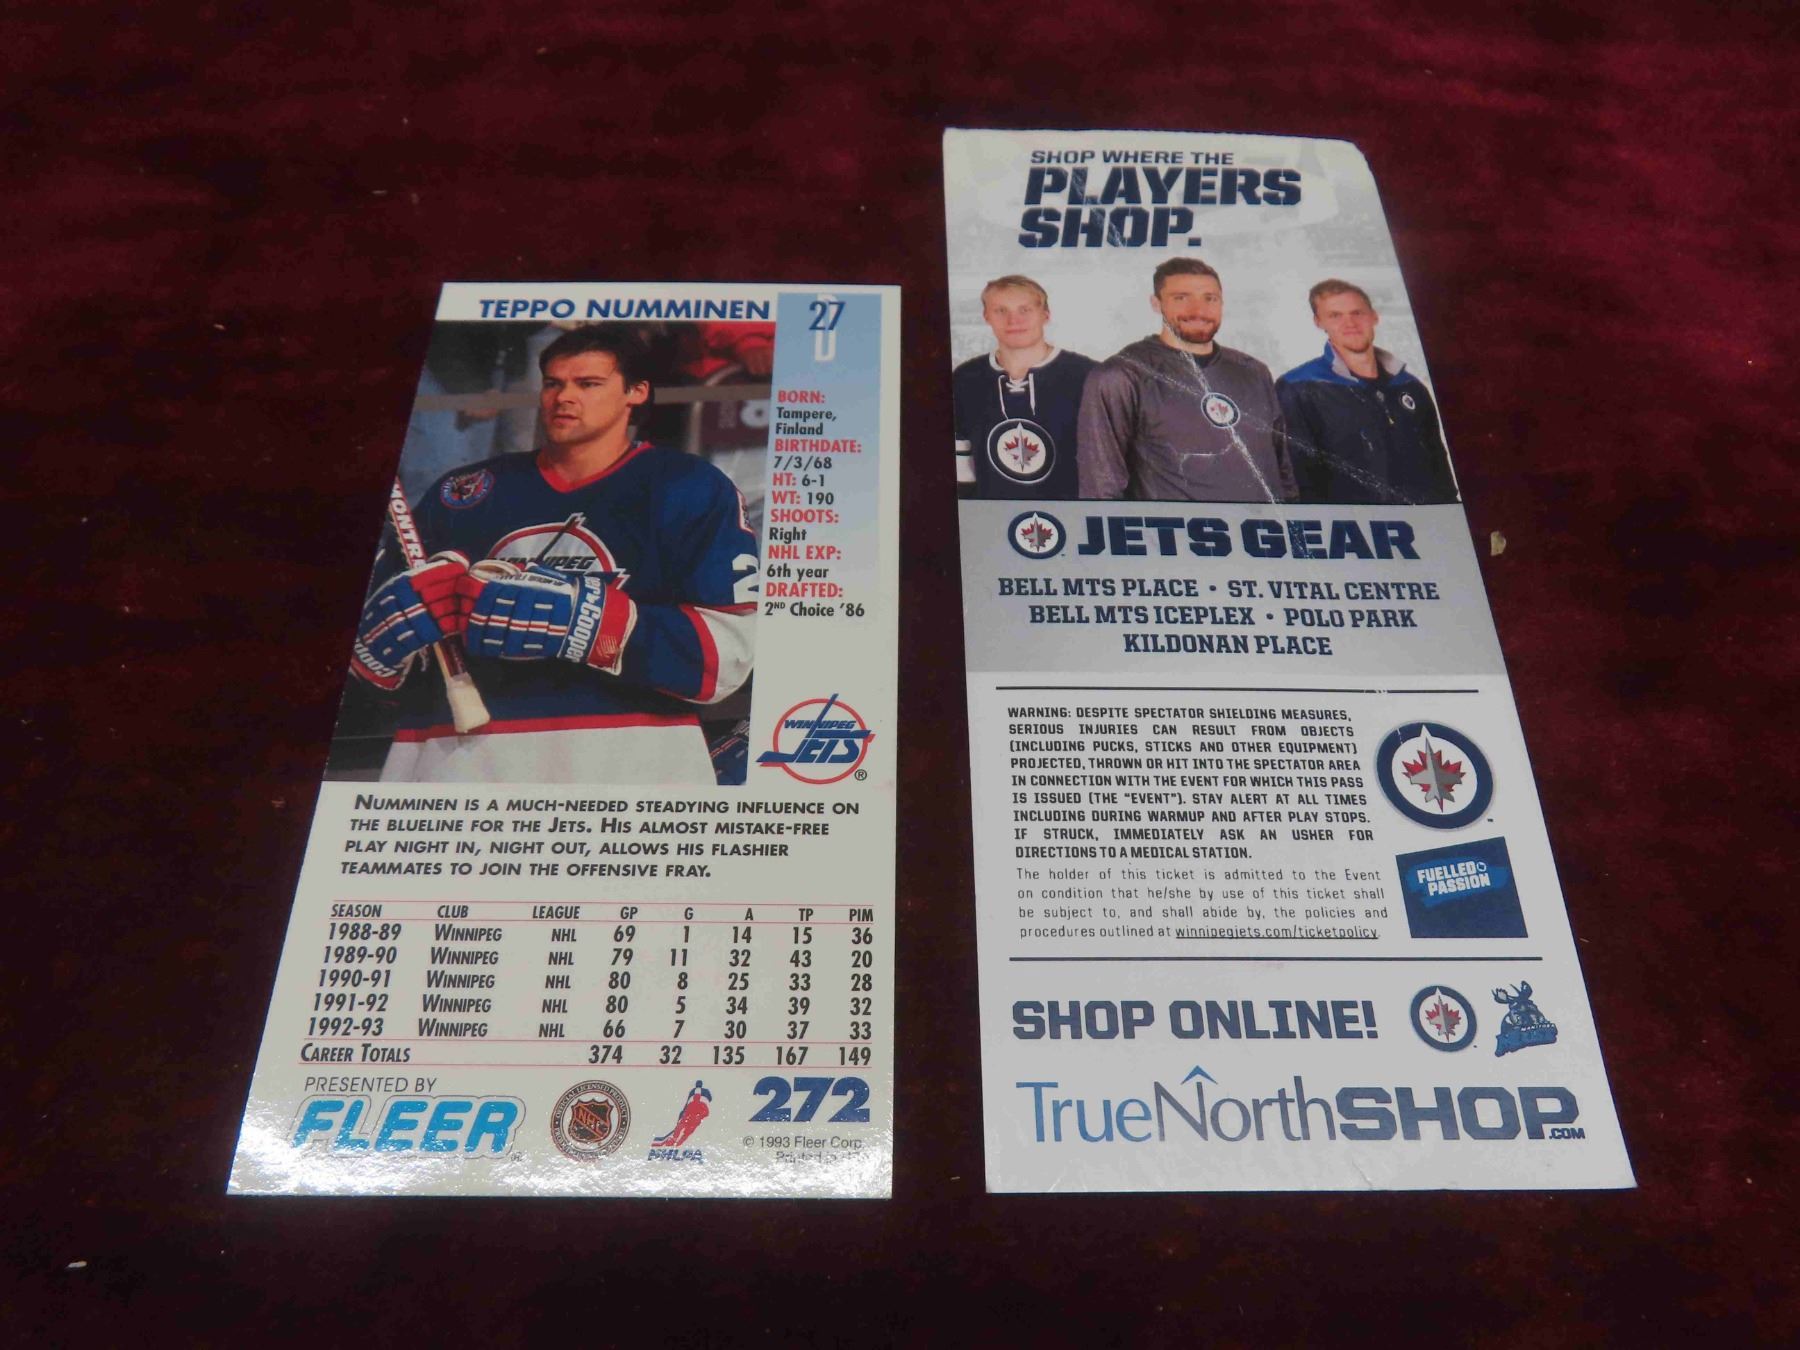 TEPPO NUMMINEN
27
D
BORN:
Tampere,
Finland
BIRTHDATE:
7/3/68
HT: 6-1
WT: 190
SHOOTS:
Right
NHL EXP:
6th year
DRAFTED:
2ND Choice '86
WINNIPEG
Cooper
Cooper
2
WINNIPEG
JETS
®
NUMMINEN IS A MUCH-NEEDED STEADYING INFLUENCE ON
THE BLUELINE FOR THE JETS. HIS ALMOST MISTAKE-FREE
PLAY NIGHT IN, NIGHT OUT, ALLOWS HIS FLASHIER
TEAMMATES TO JOIN THE OFFENSIVE FRAY.
SEASON CLUB LEAGUE GP G A TP PIM
1988-89 WINNIPEG NHL 69 1 14 15 36
1989-90 WINNIPEG NHL 79 11 32 43 20
1990-91 WINNIPEG NHL 80 8 25 33 28
1991-92 WINNIPEG NHL 80 5 34 39 32
1992-93 WINNIPEG NHL 66 7 30 37 33
CAREER TOTALS 374 32 135 167 149
PRESENTED BY
FLEER
NHL
NHLPA
272
© 1993 Fleer Corp.
Printed in
SHOP WHERE THE
PLAYERS
SHOP.
JETS GEAR
BELL MTS PLACE • ST. VITAL CENTRE
BELL MTS ICEPLEX • POLO PARK
KILDONAN PLACE
WARNING: DESPITE SPECTATOR SHIELDING MEASURES,
SERIOUS INJURIES CAN RESULT FROM OBJECTS
(INCLUDING PUCKS, STICKS AND OTHER EQUIPMENT)
PROJECTED, THROWN OR HIT INTO THE SPECTATOR AREA
IN CONNECTION WITH THE EVENT FOR WHICH THIS PASS
IS ISSUED (THE "EVENT"). STAY ALERT AT ALL TIMES
INCLUDING DURING WARMUP AND AFTER PLAY STOPS.
IF STRUCK, IMMEDIATELY ASK AN USHER FOR
DIRECTIONS TO A MEDICAL STATION.
The holder of this ticket is admitted to the Event
on condition that he/she by use of this ticket shall
be subject to, and shall abide by, the policies and
procedures outlined at winnipegjets.com/ticketpolicy.
FUELLED BY
PASSION
SHOP ONLINE!
MANITOBA
MOOSE
TrueNorthSHOP.COM